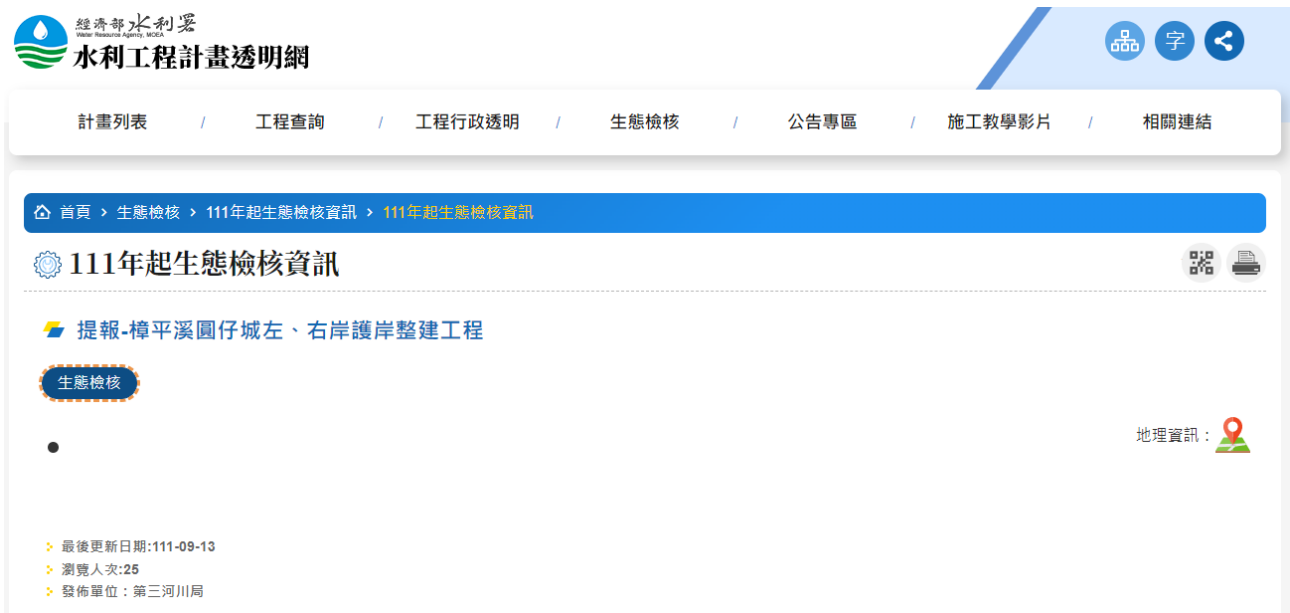 經濟部水利署
Water Resource Agency, MOEA
水利工程計畫透明網
字
計畫列表 / 工程查詢 / 工程行政透明 / 生態檢核 / 公告專區 / 施工教學影片 / 相關連結
首頁 > 生態檢核 > 111年起生態檢核資訊 > 111年起生態檢核資訊
111年起生態檢核資訊
提報-樟平溪圓仔城左、右岸護岸整建工程
生態檢核
地理資訊：
最後更新日期:111-09-13
瀏覽人次:25
發佈單位：第三河川局